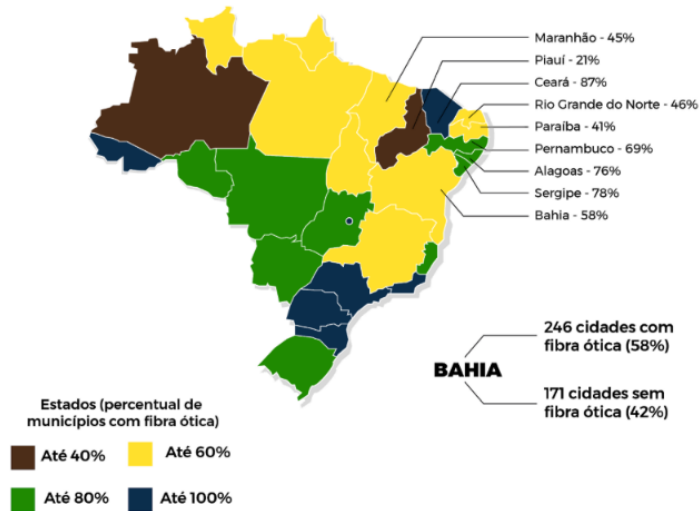 Maranhão - 45%
Piauí - 21%
Ceará - 87%
Rio Grande do Norte - 46%
Paraíba - 41%
Pernambuco - 69%
Alagoas - 76%
Sergipe - 78%
Bahia - 58%
246 cidades com
fibra ótica (58%)
BAHIA
171 cidades sem
fibra ótica (42%)
Estados (percentual de
municípios com fibra ótica)
Até 40%
Até 60%
Até 80%
Até 100%